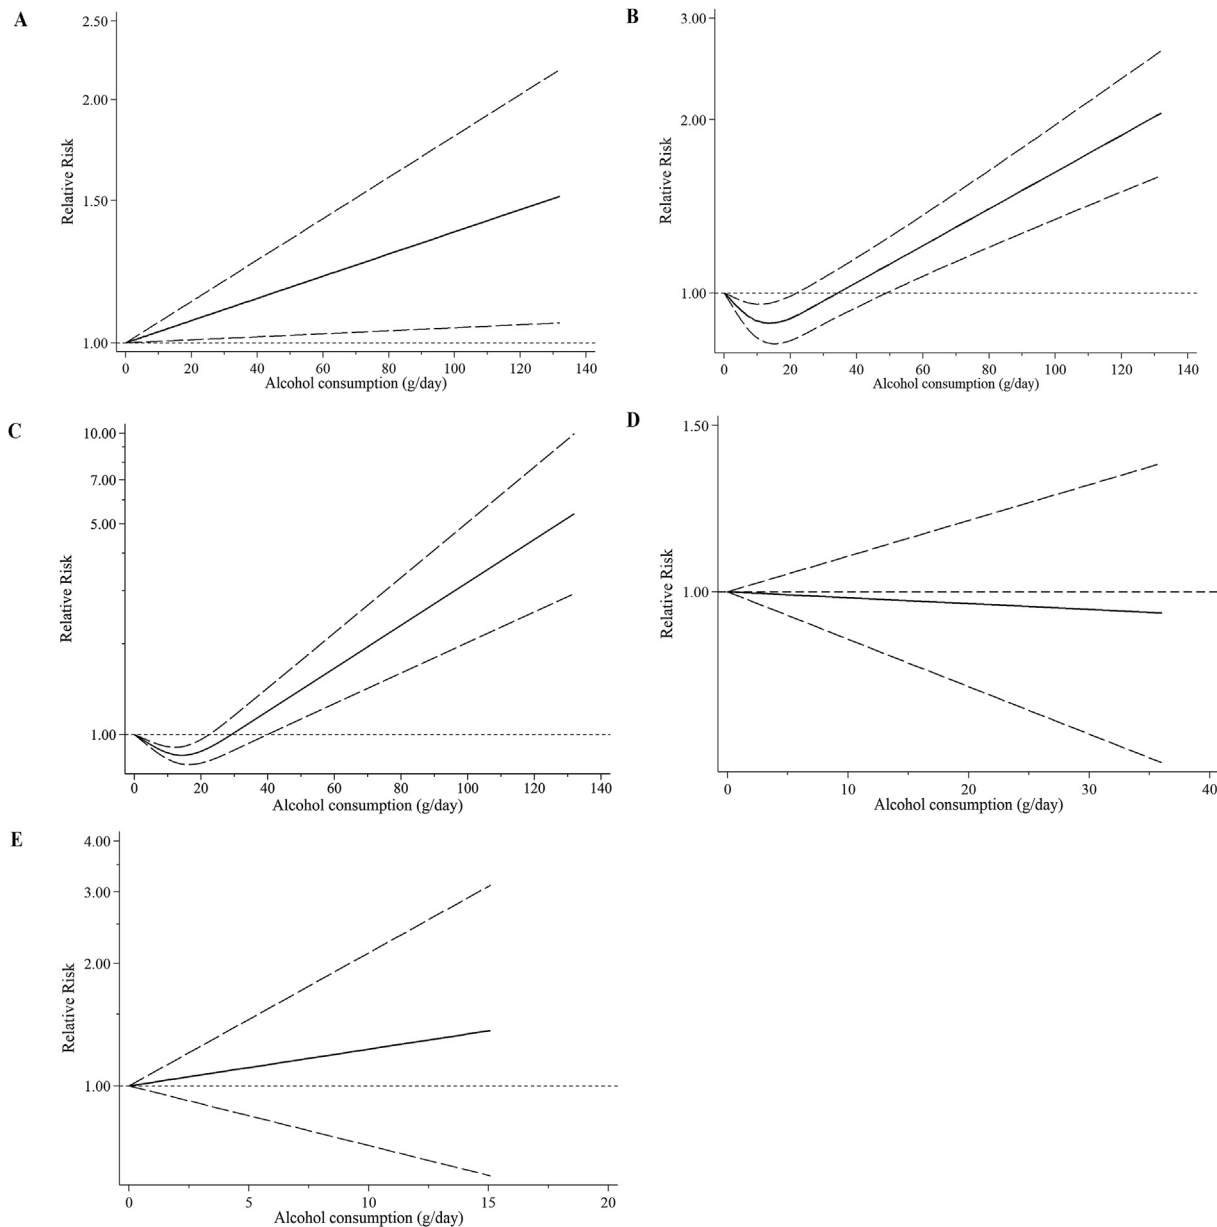 A
2.50
2.00
1.50
1.00
Relative Risk
0 20 40 60 80 100 120 140
Alcohol consumption (g/day)
B
3.00
2.00
1.00
Relative Risk
0 20 40 60 80 100 120 140
Alcohol consumption (g/day)
C
10.00
7.00
5.00
1.00
Relative Risk
0 20 40 60 80 100 120 140
Alcohol consumption (g/day)
D
1.50
1.00
Relative Risk
0 10 20 30 40
Alcohol consumption (g/day)
E
4.00
3.00
2.00
1.00
Relative Risk
0 5 10 15 20
Alcohol consumption (g/day)